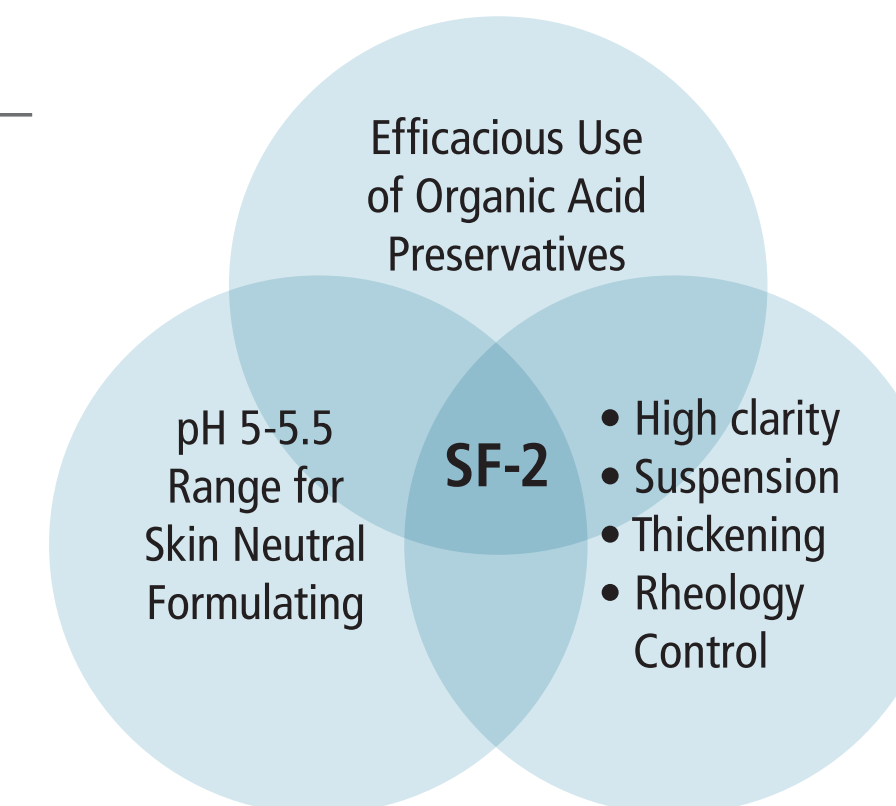 Efficacious Use
of Organic Acid
Preservatives
pH 5-5.5
Range for
Skin Neutral
Formulating
SF-2
• High clarity
• Suspension
• Thickening
• Rheology
Control